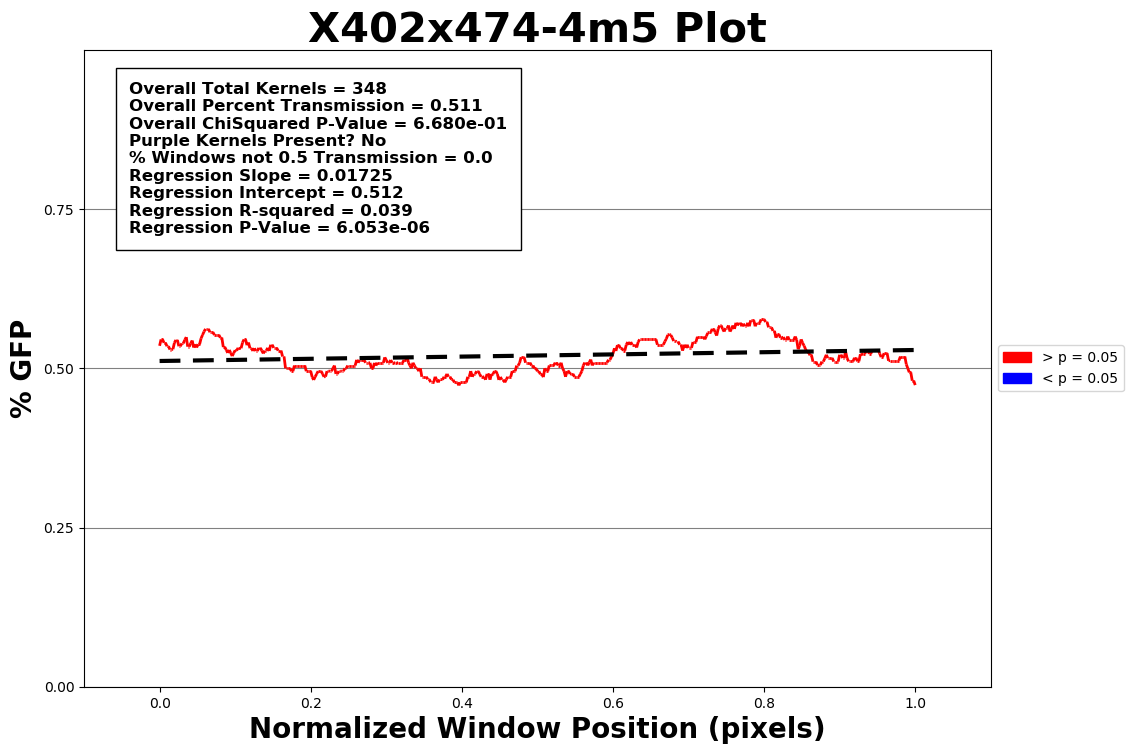 X402x474-4m5 Plot
Overall Total Kernels = 348
Overall Percent Transmission = 0.511
Overall ChiSquared P-Value = 6.680e-01
Purple Kernels Present? No
% Windows not 0.5 Transmission = 0.0
Regression Slope = 0.01725
Regression Intercept = 0.512
Regression R-squared = 0.039
Regression P-Value = 6.053e-06
0.75
0.50
0.25
0.00
% GFP
> p = 0.05
< p = 0.05
0.0 0.2 0.4 0.6 0.8 1.0
Normalized Window Position (pixels)